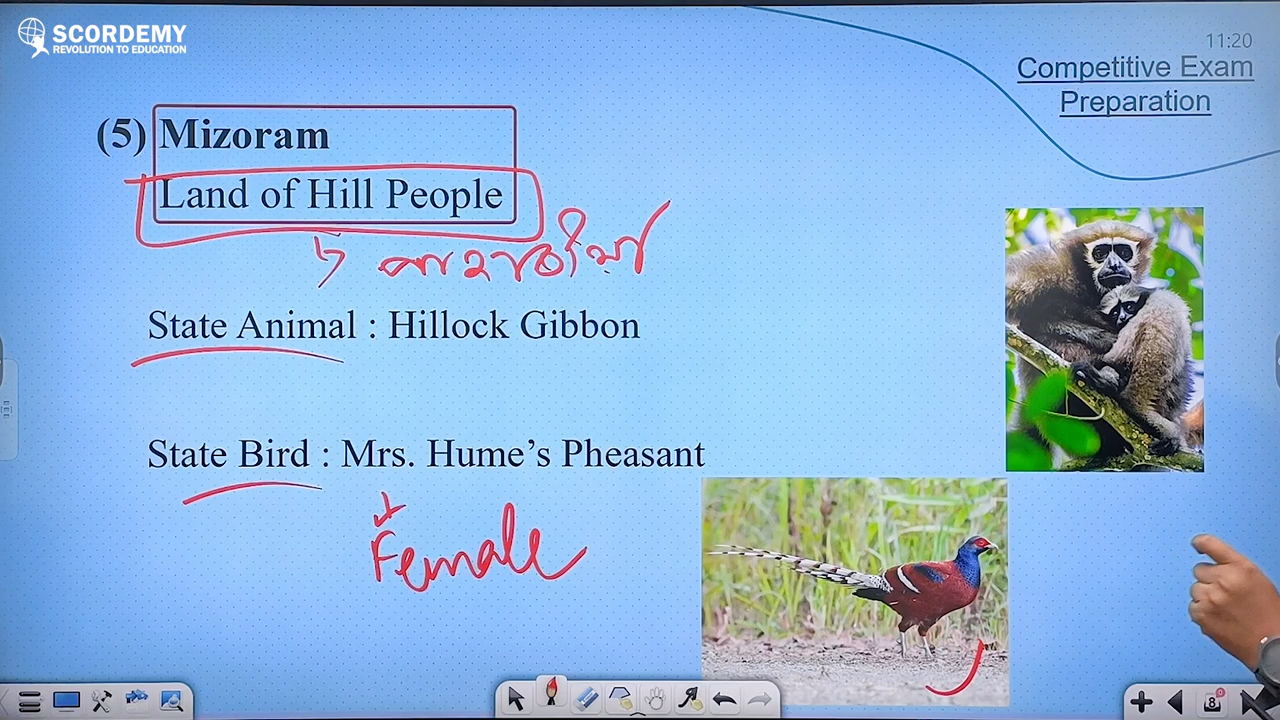 SCORDEMY
REVOLUTION TO EDUCATION
11:20
Competitive Exam
Preparation
(5) Mizoram
Land of Hill People
পাহাৰীয়া
State Animal : Hillock Gibbon
State Bird : Mrs. Hume’s Pheasant
Female
8